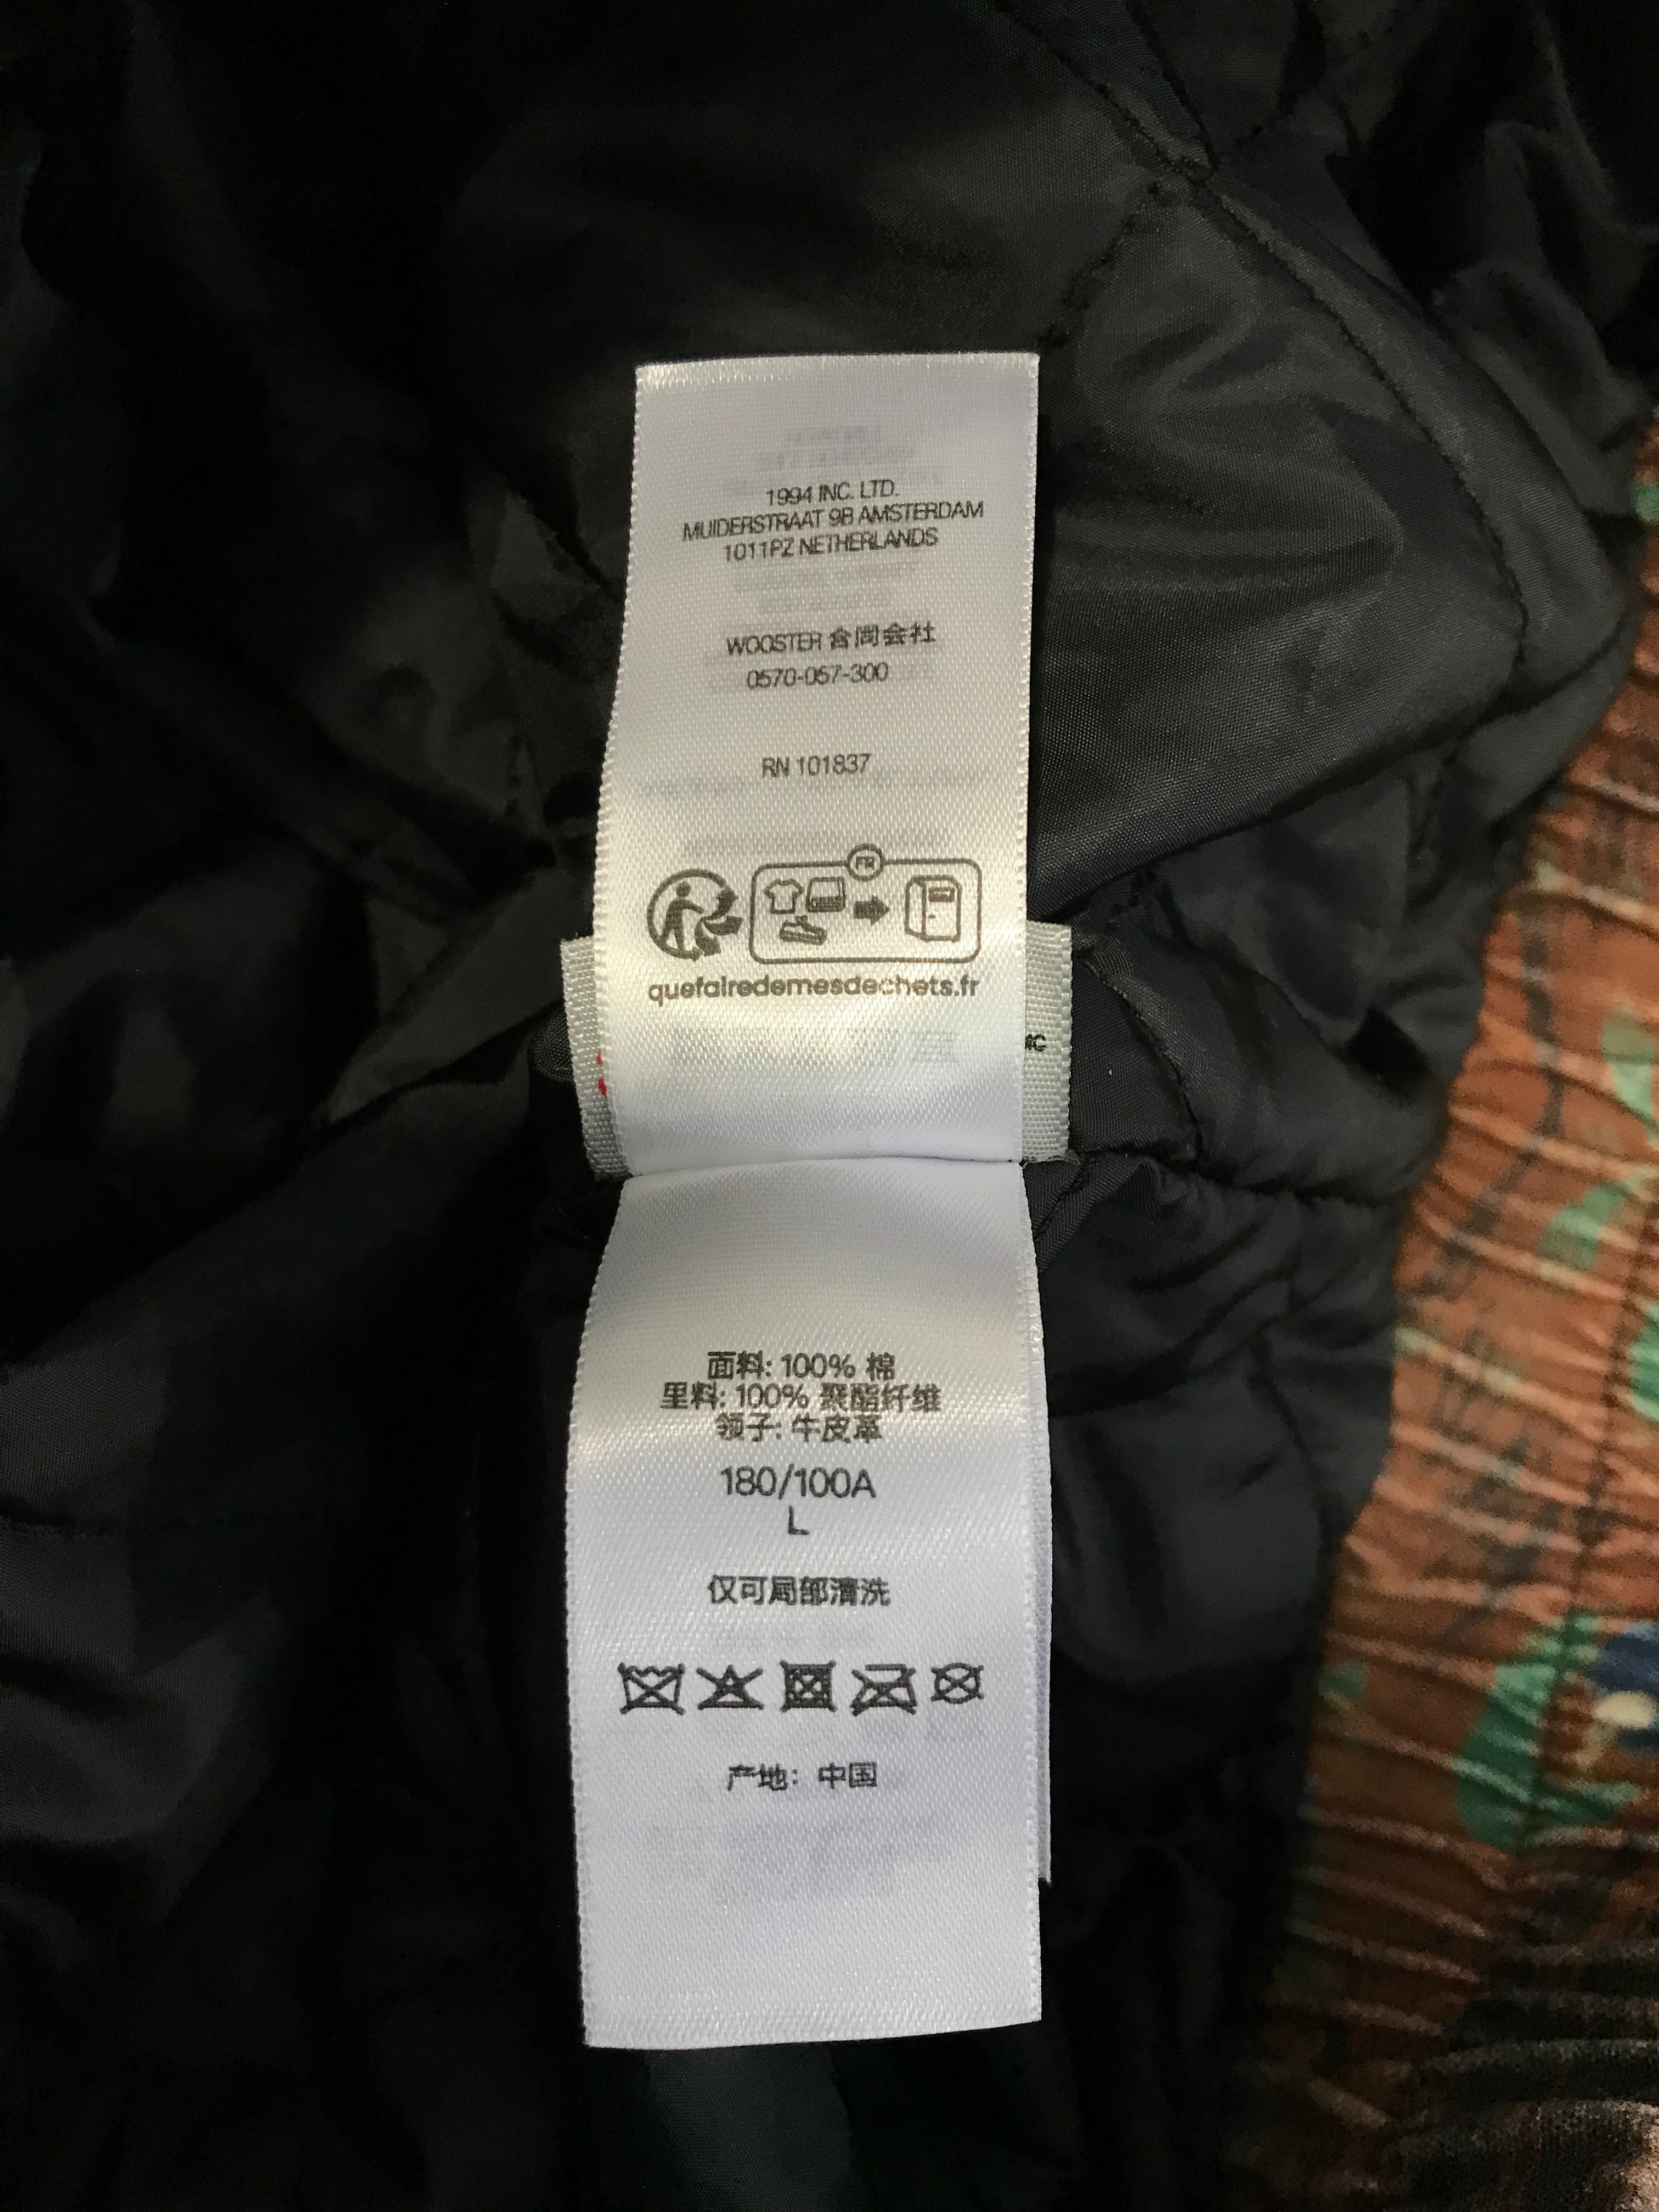 1994 INC. LTD.
MUIDERSTRAAT 9B AMSTERDAM
1011PZ NETHERLANDS
WOOSTER 合同会社
0570-057-300
RN 101837
FR
quefairedemesdechets.fr
面料: 100% 棉
里料: 100% 聚酯纤维
领子: 牛皮革
180/100A
L
仅可局部清洗
产地: 中国